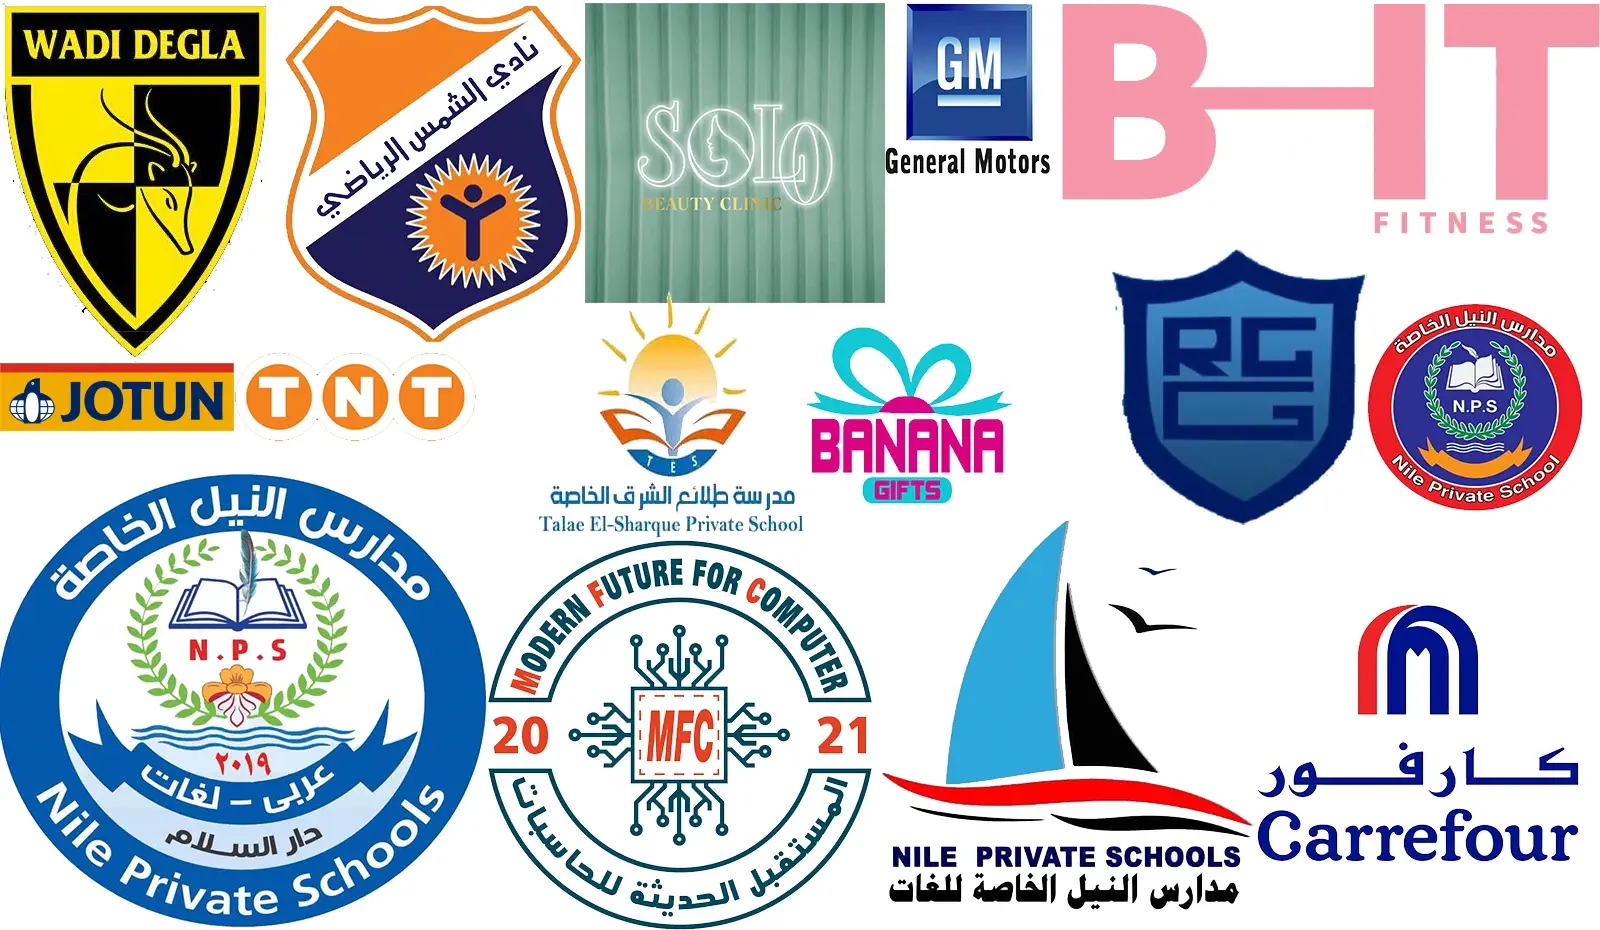 WADI DEGLA
نادي الشمس الرياضي
SOLO
BEAUTY CLINIC
GM
General Motors
BHIT
FITNESS
JOTUN
TNT
TES
مدرسة طلائع الشرق الخاصة
Talae El-Sharque Private School
BANANA
GIFTS
RGG
مدارس النيل الخاصة
N.P.S
Nile Private School
مدارس النيل الخاصة
N.P.S
٢٠١٩
عربى - لغات
دار السلام
Nile Private Schools
MODERN FUTURE FOR COMPUTER
20 21
MFC
المستقبل الحديثة للحاسبات
NILE PRIVATE SCHOOLS
مدارس النيل الخاصة للغات
كارفور
Carrefour